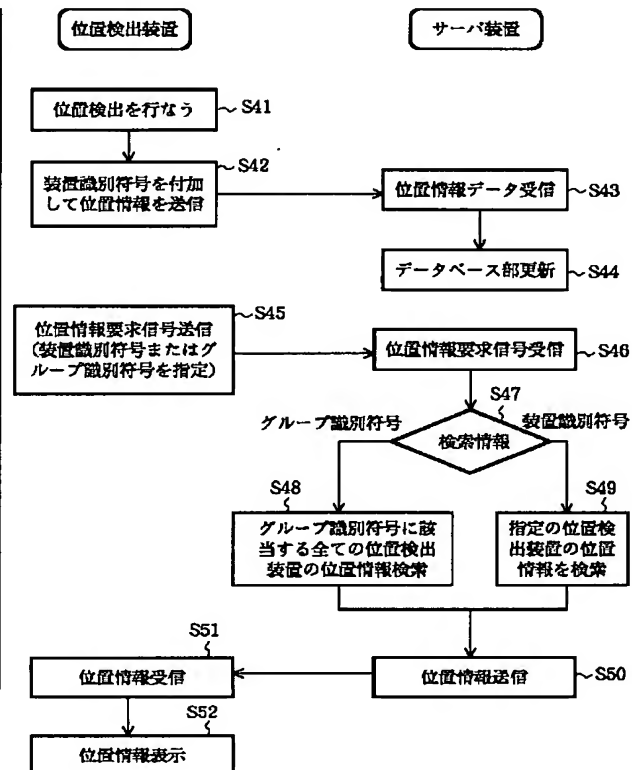 位置検出装置
サーバ装置
位置検出を行なう
S41
装置識別符号を付加
して位置情報を送信
S42
位置情報データ受信
S43
データベース部更新
S44
位置情報要求信号送信
(装置識別符号またはグ
ループ識別符号を指定)
S45
位置情報要求信号受信
S46
S47
グループ識別符号
検索情報
装置識別符号
S48
グループ識別符号に該
当する全ての位置検出
装置の位置情報検索
S49
指定の位置検
出装置の位置
情報を検索
位置情報送信
S50
S51
位置情報受信
S52
位置情報表示